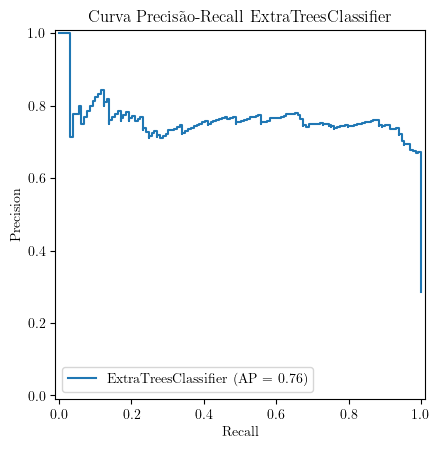 Curva Precisão-Recall ExtraTreesClassifier
1.0
0.8
0.6
0.4
0.2
0.0
Precision
ExtraTreesClassifier (AP = 0.76)
0.0 0.2 0.4 0.6 0.8 1.0
Recall